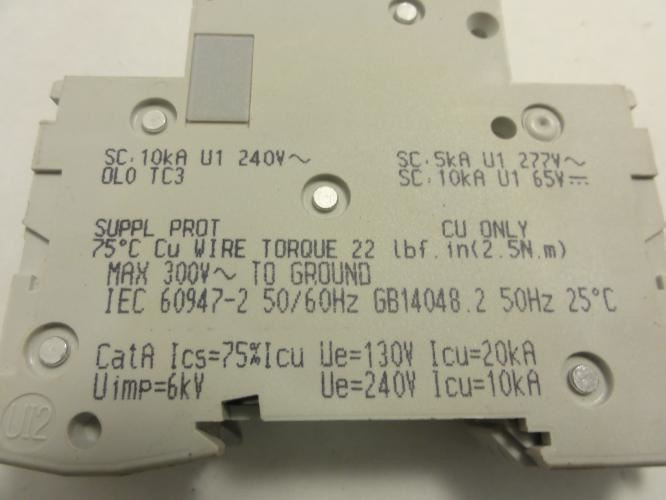 SC:10kA U1 240V~
OL0 TC3
SC:5kA U1 277V~
SC:10kA U1 65V⎓
SUPPL PROT CU ONLY
75°C Cu WIRE TORQUE 22 lbf.in(2.5N.m)
MAX 300V~ TO GROUND
IEC 60947-2 50/60Hz GB14048.2 50Hz 25°C
CatA Ics=75%Icu Ue=130V Icu=20kA
Uimp=6kV Ue=240V Icu=10kA